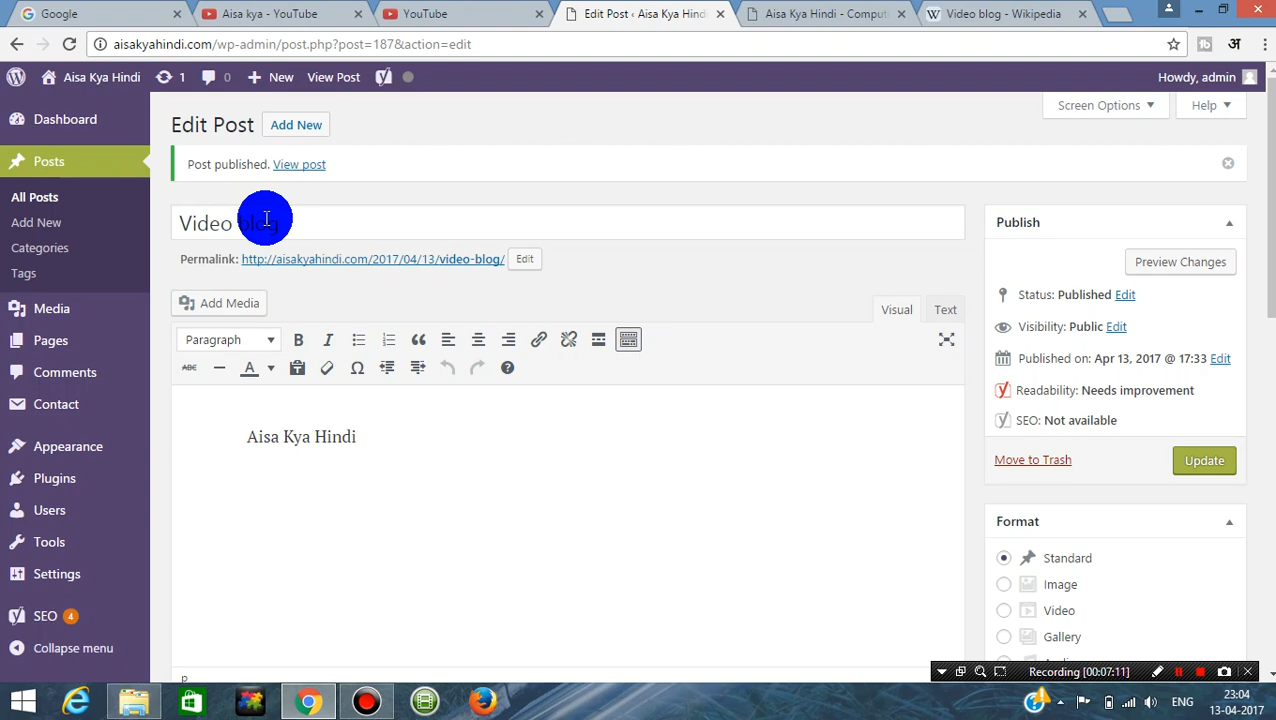 Google
Aisa kya - YouTube
YouTube
Edit Post ‹ Aisa Kya Hindi
Aisa Kya Hindi - Compute
Video blog - Wikipedia
aisakyahindi.com/wp-admin/post.php?post=187&action=edit
अ
Aisa Kya Hindi
1
0
New
View Post
Howdy, admin
Dashboard
Posts
All Posts
Add New
Categories
Tags
Media
Pages
Comments
Contact
Appearance
Plugins
Users
Tools
Settings
SEO 4
Collapse menu
Screen Options
Help
Edit Post
Add New
Post published. View post
Video blog
Permalink: http://aisakyahindi.com/2017/04/13/video-blog/
Edit
Add Media
Visual
Text
Paragraph
B I
ABC
A
Aisa Kya Hindi
p
Publish
Preview Changes
Status: Published Edit
Visibility: Public Edit
Published on: Apr 13, 2017 @ 17:33 Edit
Readability: Needs improvement
SEO: Not available
Move to Trash
Update
Format
Standard
Image
Video
Gallery
Recording [00:07:11]
ENG
23:04
13-04-2017